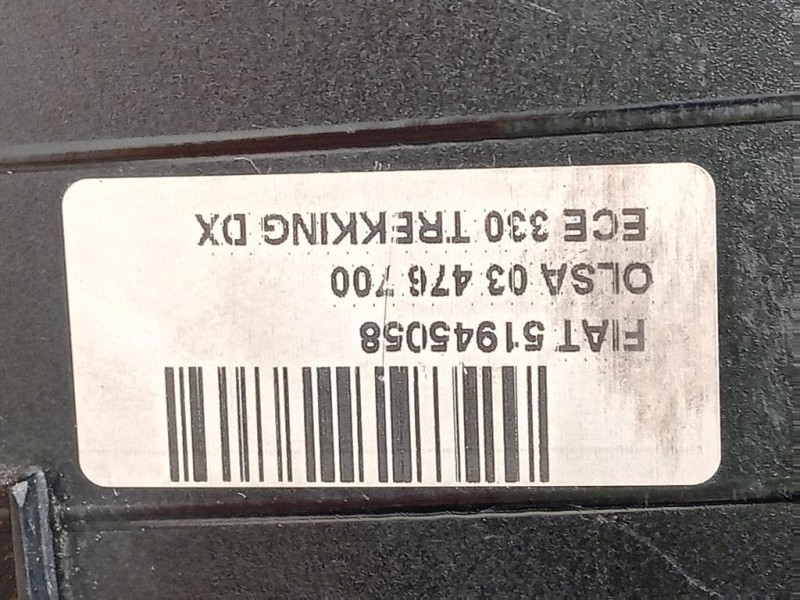 FIAT 51945058
OLSA 03 476 700
ECE 330 TREKKING DX